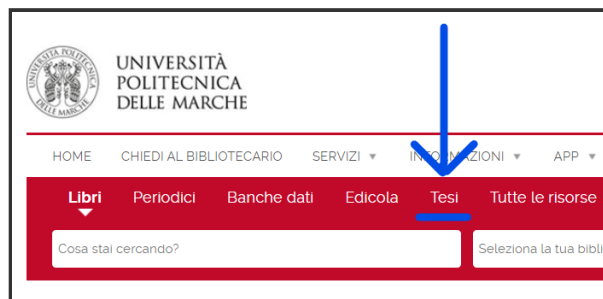 UNIVERSITÀ
POLITECNICA
DELLE MARCHE
HOME CHIEDI AL BIBLIOTECARIO SERVIZI INFORMAZIONI APP
Libri Periodici Banche dati Edicola Tesi Tutte le risorse
Cosa stai cercando? Seleziona la tua bibli